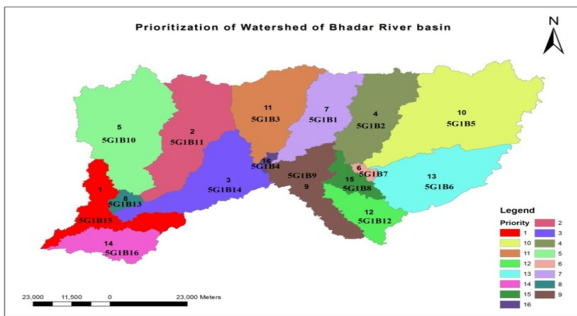 Prioritization of Watershed of Bhadar River basin
N
11
5G1B3
7
5G1B1
4
5G1B2
10
5G1B5
5
5G1B10
2
5G1B11
16
5G1B4
3
5G1B14
5G1B9
9
6
5G1B7
15
5G1B8
13
5G1B6
1
8
5G1B13
5G1B15
12
5G1B12
14
5G1B16
Legend
Priority
1
10
11
12
13
14
15
16
2
3
4
5
6
7
8
9
23,000 11,500 0 23,000 Meters